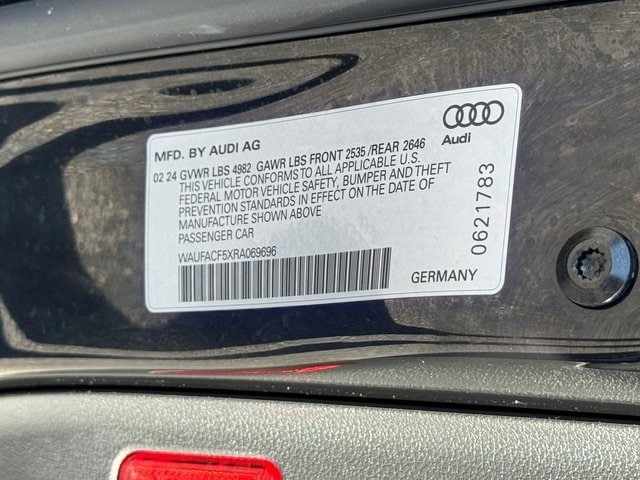 MFD. BY AUDI AG
Audi
02 24 GVWR LBS 4982 GAWR LBS FRONT 2535 /REAR 2646
THIS VEHICLE CONFORMS TO ALL APPLICABLE U.S.
FEDERAL MOTOR VEHICLE SAFETY, BUMPER AND THEFT
PREVENTION STANDARDS IN EFFECT ON THE DATE OF
MANUFACTURE SHOWN ABOVE
PASSENGER CAR
WAUFACF5XRA069696
GERMANY
0621783